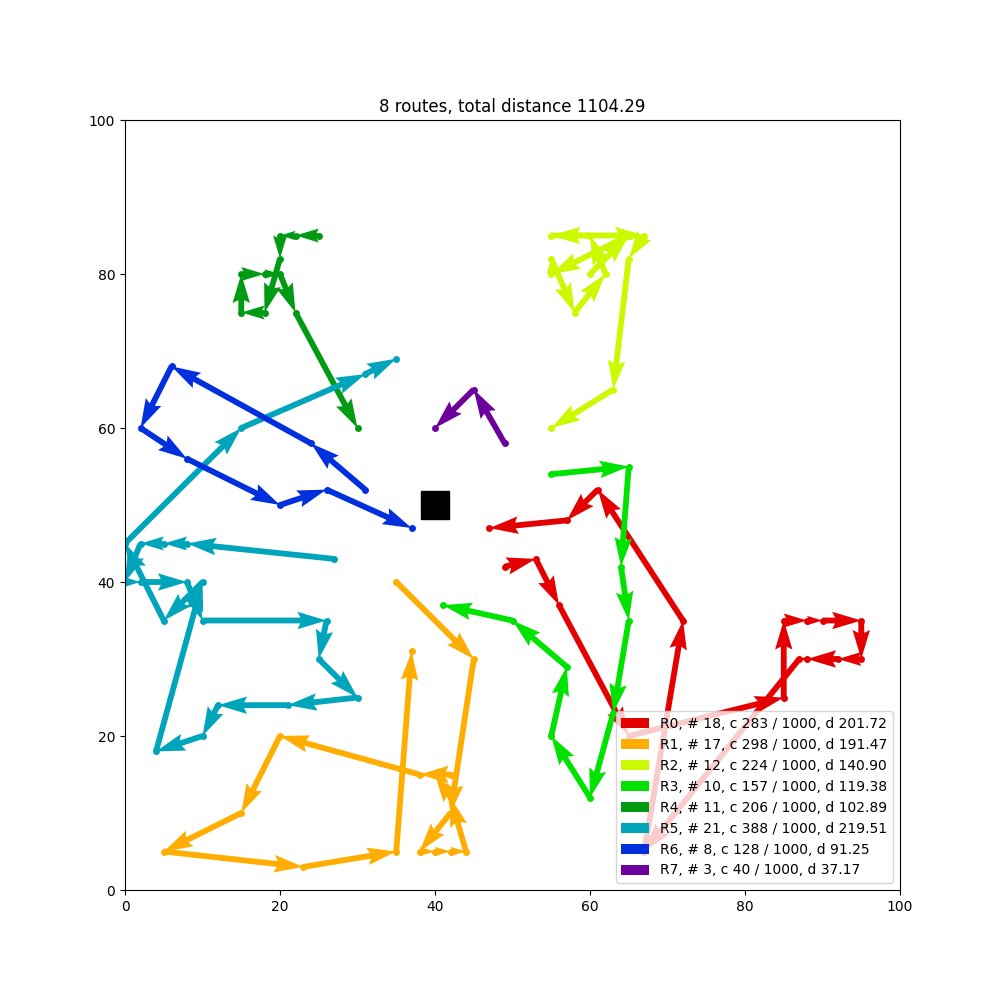 8 routes, total distance 1104.29
100
80
60
40
20
0
0 20 40 60 80 100
R0, # 18, c 283 / 1000, d 201.72
R1, # 17, c 298 / 1000, d 191.47
R2, # 12, c 224 / 1000, d 140.90
R3, # 10, c 157 / 1000, d 119.38
R4, # 11, c 206 / 1000, d 102.89
R5, # 21, c 388 / 1000, d 219.51
R6, # 8, c 128 / 1000, d 91.25
R7, # 3, c 40 / 1000, d 37.17